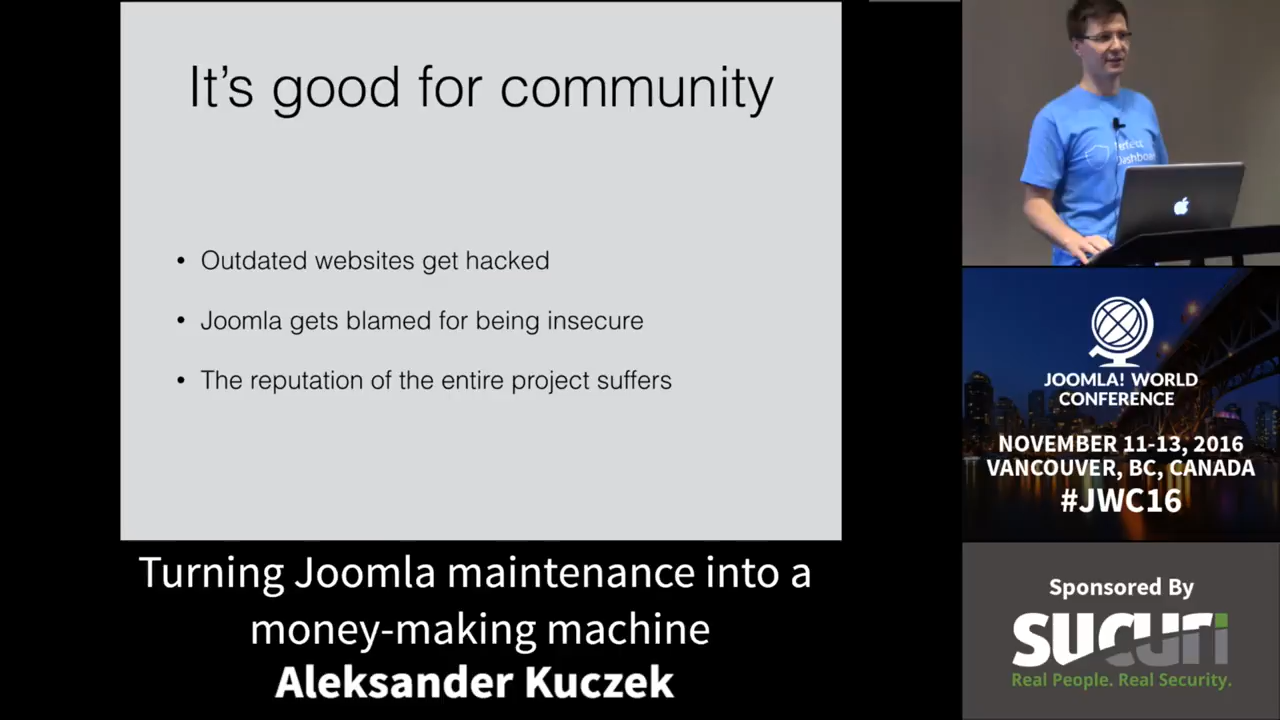 It's good for community
• Outdated websites get hacked
• Joomla gets blamed for being insecure
• The reputation of the entire project suffers
Turning Joomla maintenance into a
money-making machine
Aleksander Kuczek
Perfect
Dashboard
JOOMLA! WORLD
CONFERENCE
NOVEMBER 11-13, 2016
VANCOUVER, BC, CANADA
#JWC16
Sponsored By
SUCURI
Real People. Real Security.